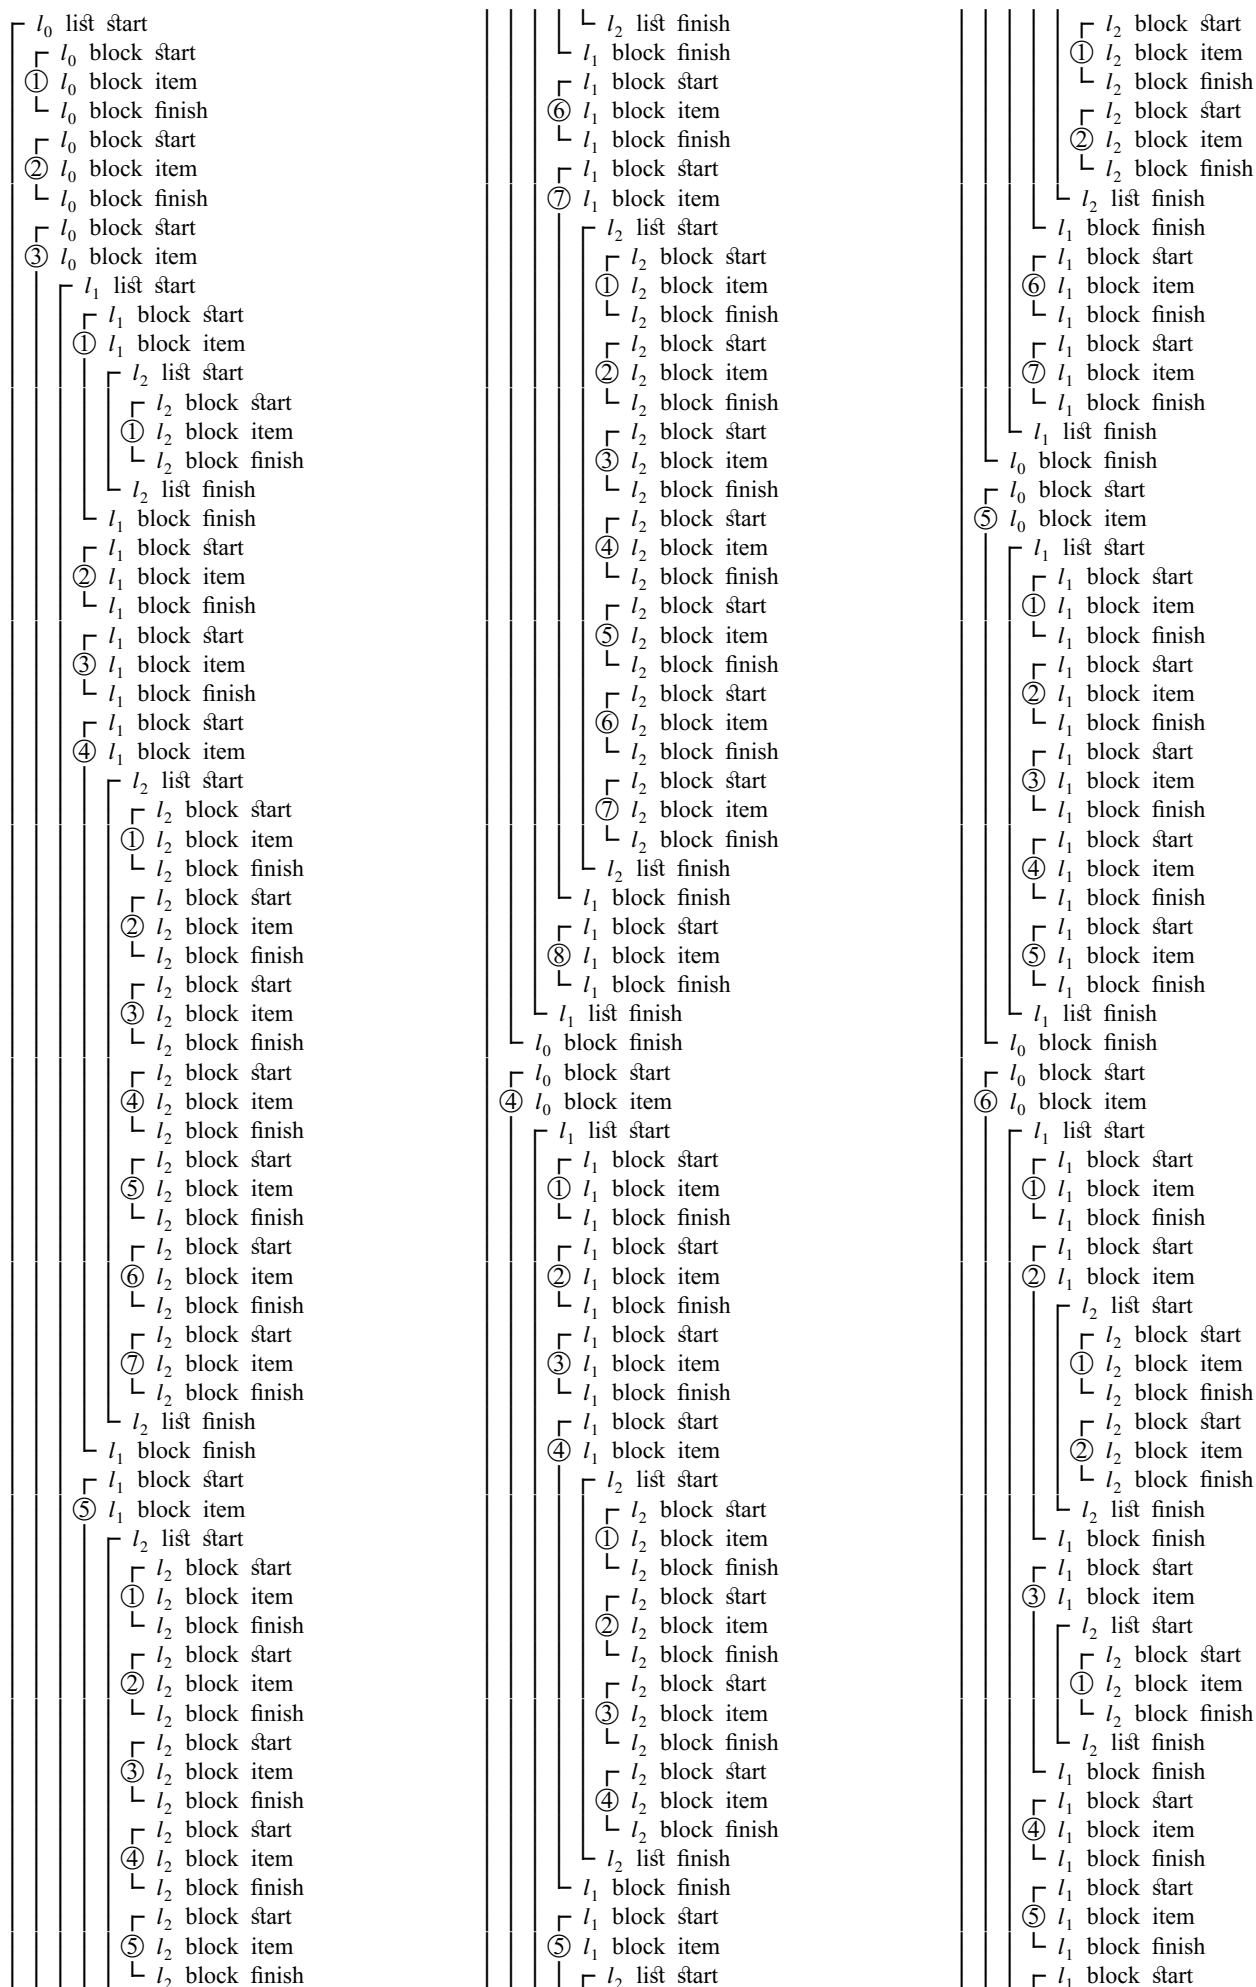 l₀ list start
l₀ block start
① l₀ block item
l₀ block finish
l₀ block start
② l₀ block item
l₀ block finish
l₀ block start
③ l₀ block item
l₁ list start
l₁ block start
① l₁ block item
l₂ list start
l₂ block start
① l₂ block item
l₂ block finish
l₂ list finish
l₁ block finish
l₁ block start
② l₁ block item
l₁ block finish
l₁ block start
③ l₁ block item
l₁ block finish
l₁ block start
④ l₁ block item
l₂ list start
l₂ block start
① l₂ block item
l₂ block finish
l₂ block start
② l₂ block item
l₂ block finish
l₂ block start
③ l₂ block item
l₂ block finish
l₂ block start
④ l₂ block item
l₂ block finish
l₂ block start
⑤ l₂ block item
l₂ block finish
l₂ block start
⑥ l₂ block item
l₂ block finish
l₂ block start
⑦ l₂ block item
l₂ block finish
l₂ list finish
l₁ block finish
l₁ block start
⑤ l₁ block item
l₂ list start
l₂ block start
① l₂ block item
l₂ block finish
l₂ block start
② l₂ block item
l₂ block finish
l₂ block start
③ l₂ block item
l₂ block finish
l₂ block start
④ l₂ block item
l₂ block finish
l₂ block start
⑤ l₂ block item
l₂ block finish
l₂ list finish
l₁ block finish
l₁ block start
⑥ l₁ block item
l₁ block finish
l₁ block start
⑦ l₁ block item
l₂ list start
l₂ block start
① l₂ block item
l₂ block finish
l₂ block start
② l₂ block item
l₂ block finish
l₂ block start
③ l₂ block item
l₂ block finish
l₂ block start
④ l₂ block item
l₂ block finish
l₂ block start
⑤ l₂ block item
l₂ block finish
l₂ block start
⑥ l₂ block item
l₂ block finish
l₂ block start
⑦ l₂ block item
l₂ block finish
l₂ list finish
l₁ block finish
l₁ block start
⑧ l₁ block item
l₁ block finish
l₁ list finish
l₀ block finish
l₀ block start
④ l₀ block item
l₁ list start
l₁ block start
① l₁ block item
l₁ block finish
l₁ block start
② l₁ block item
l₁ block finish
l₁ block start
③ l₁ block item
l₁ block finish
l₁ block start
④ l₁ block item
l₂ list start
l₂ block start
① l₂ block item
l₂ block finish
l₂ block start
② l₂ block item
l₂ block finish
l₂ block start
③ l₂ block item
l₂ block finish
l₂ block start
④ l₂ block item
l₂ block finish
l₂ list finish
l₁ block finish
l₁ block start
⑤ l₁ block item
l₂ list start
l₂ block start
① l₂ block item
l₂ block finish
l₂ block start
② l₂ block item
l₂ block finish
l₂ list finish
l₁ block finish
l₁ block start
⑥ l₁ block item
l₁ block finish
l₁ block start
⑦ l₁ block item
l₁ block finish
l₁ list finish
l₀ block finish
l₀ block start
⑤ l₀ block item
l₁ list start
l₁ block start
① l₁ block item
l₁ block finish
l₁ block start
② l₁ block item
l₁ block finish
l₁ block start
③ l₁ block item
l₁ block finish
l₁ block start
④ l₁ block item
l₁ block finish
l₁ block start
⑤ l₁ block item
l₁ block finish
l₁ list finish
l₀ block finish
l₀ block start
⑥ l₀ block item
l₁ list start
l₁ block start
① l₁ block item
l₁ block finish
l₁ block start
② l₁ block item
l₂ list start
l₂ block start
① l₂ block item
l₂ block finish
l₂ block start
② l₂ block item
l₂ block finish
l₂ list finish
l₁ block finish
l₁ block start
③ l₁ block item
l₂ list start
l₂ block start
① l₂ block item
l₂ block finish
l₂ list finish
l₁ block finish
l₁ block start
④ l₁ block item
l₁ block finish
l₁ block start
⑤ l₁ block item
l₁ block finish
l₁ block start